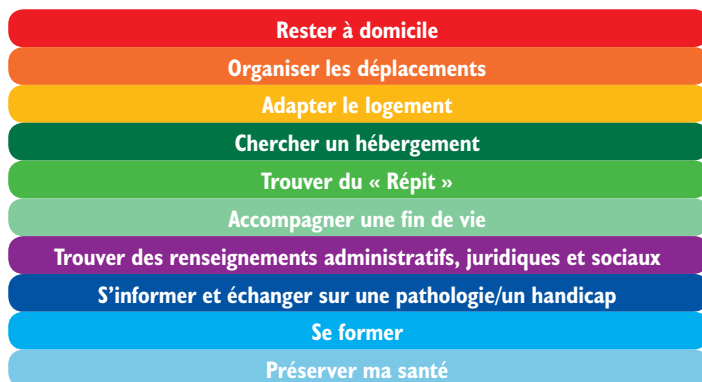 Rester à domicile
Organiser les déplacements
Adapter le logement
Chercher un hébergement
Trouver du « Répit »
Accompagner une fin de vie
Trouver des renseignements administratifs, juridiques et sociaux
S'informer et échanger sur une pathologie/un handicap
Se former
Préserver ma santé